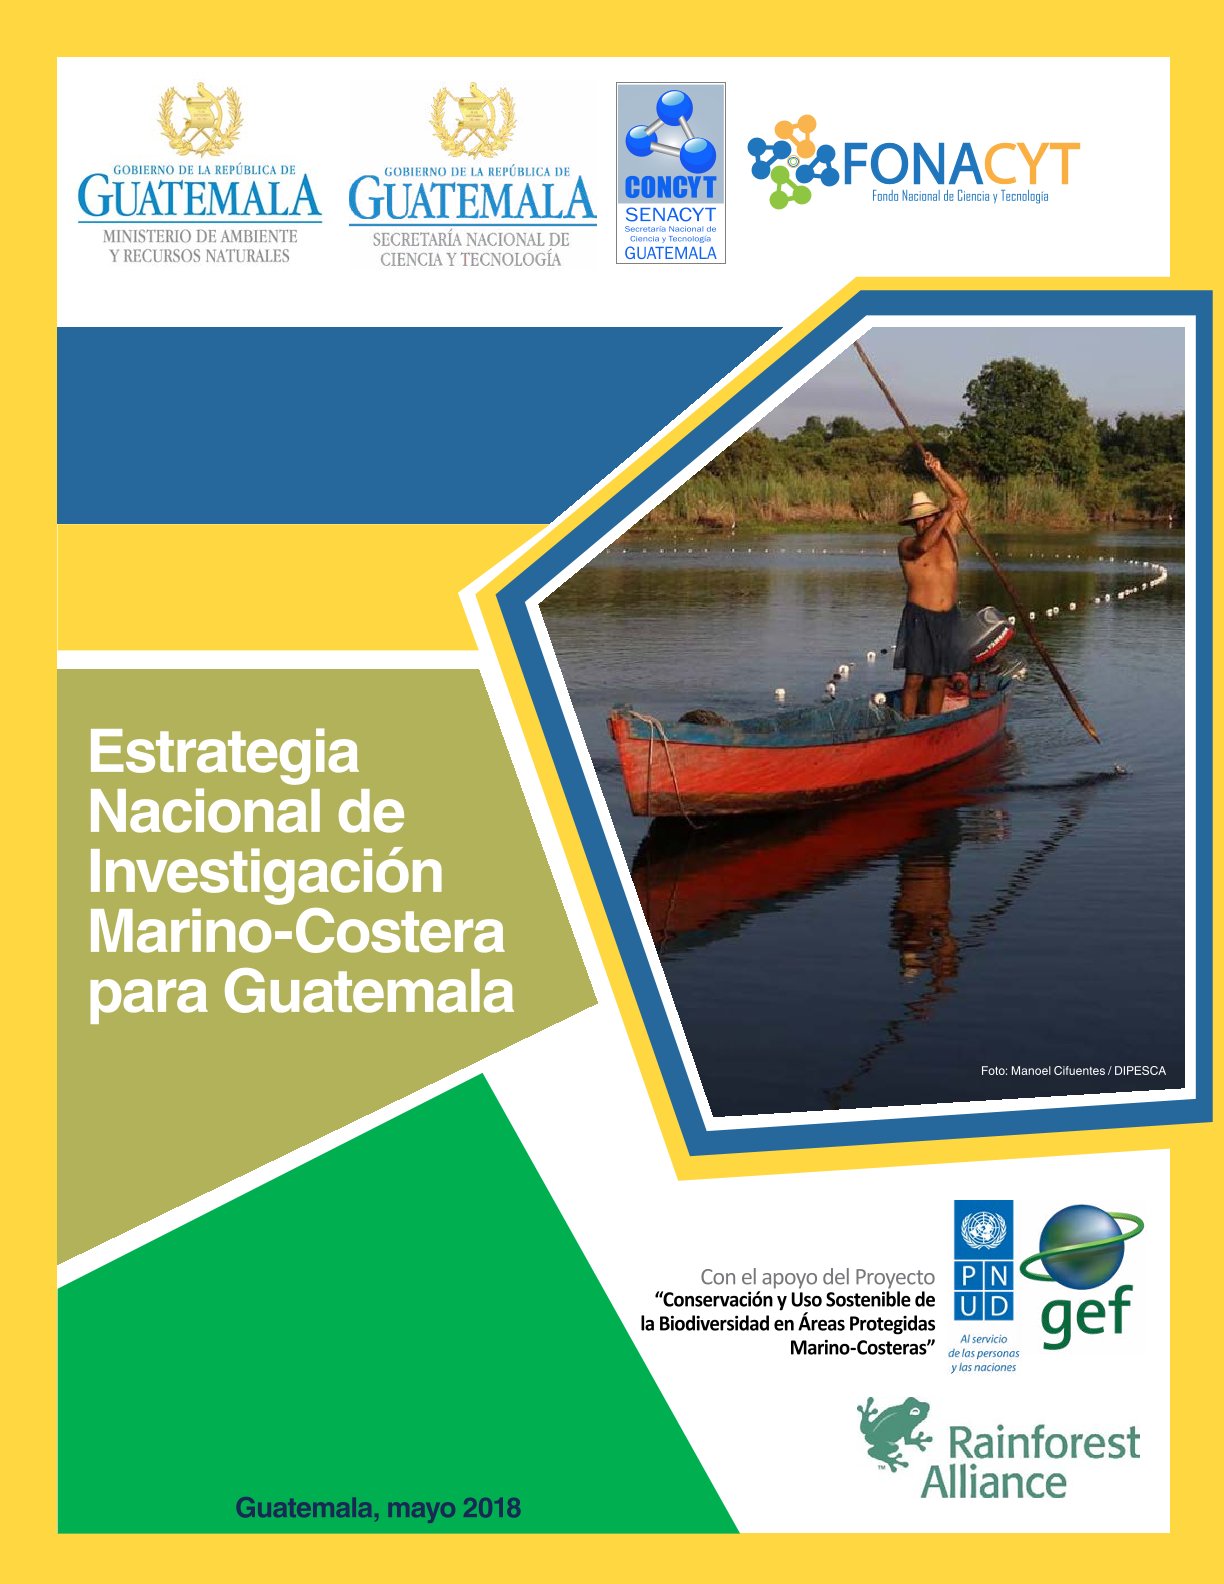 GOBIERNO DE LA REPÚBLICA DE
GUATEMALA
MINISTERIO DE AMBIENTE
Y RECURSOS NATURALES
GOBIERNO DE LA REPÚBLICA DE
GUATEMALA
SECRETARÍA NACIONAL DE
CIENCIA Y TECNOLOGÍA
CONCYT
SENACYT
Secretaría Nacional de
Ciencia y Tecnología
GUATEMALA
FONACYT
Fondo Nacional de Ciencia y Tecnología
Estrategia
Nacional de
Investigación
Marino-Costera
para Guatemala
Foto: Manoel Cifuentes / DIPESCA
Con el apoyo del Proyecto
“Conservación y Uso Sostenible de
la Biodiversidad en Áreas Protegidas
Marino-Costeras”
PN
UD
Al servicio
de las personas
y las naciones
gef
Rainforest
Alliance
TM
Guatemala, mayo 2018